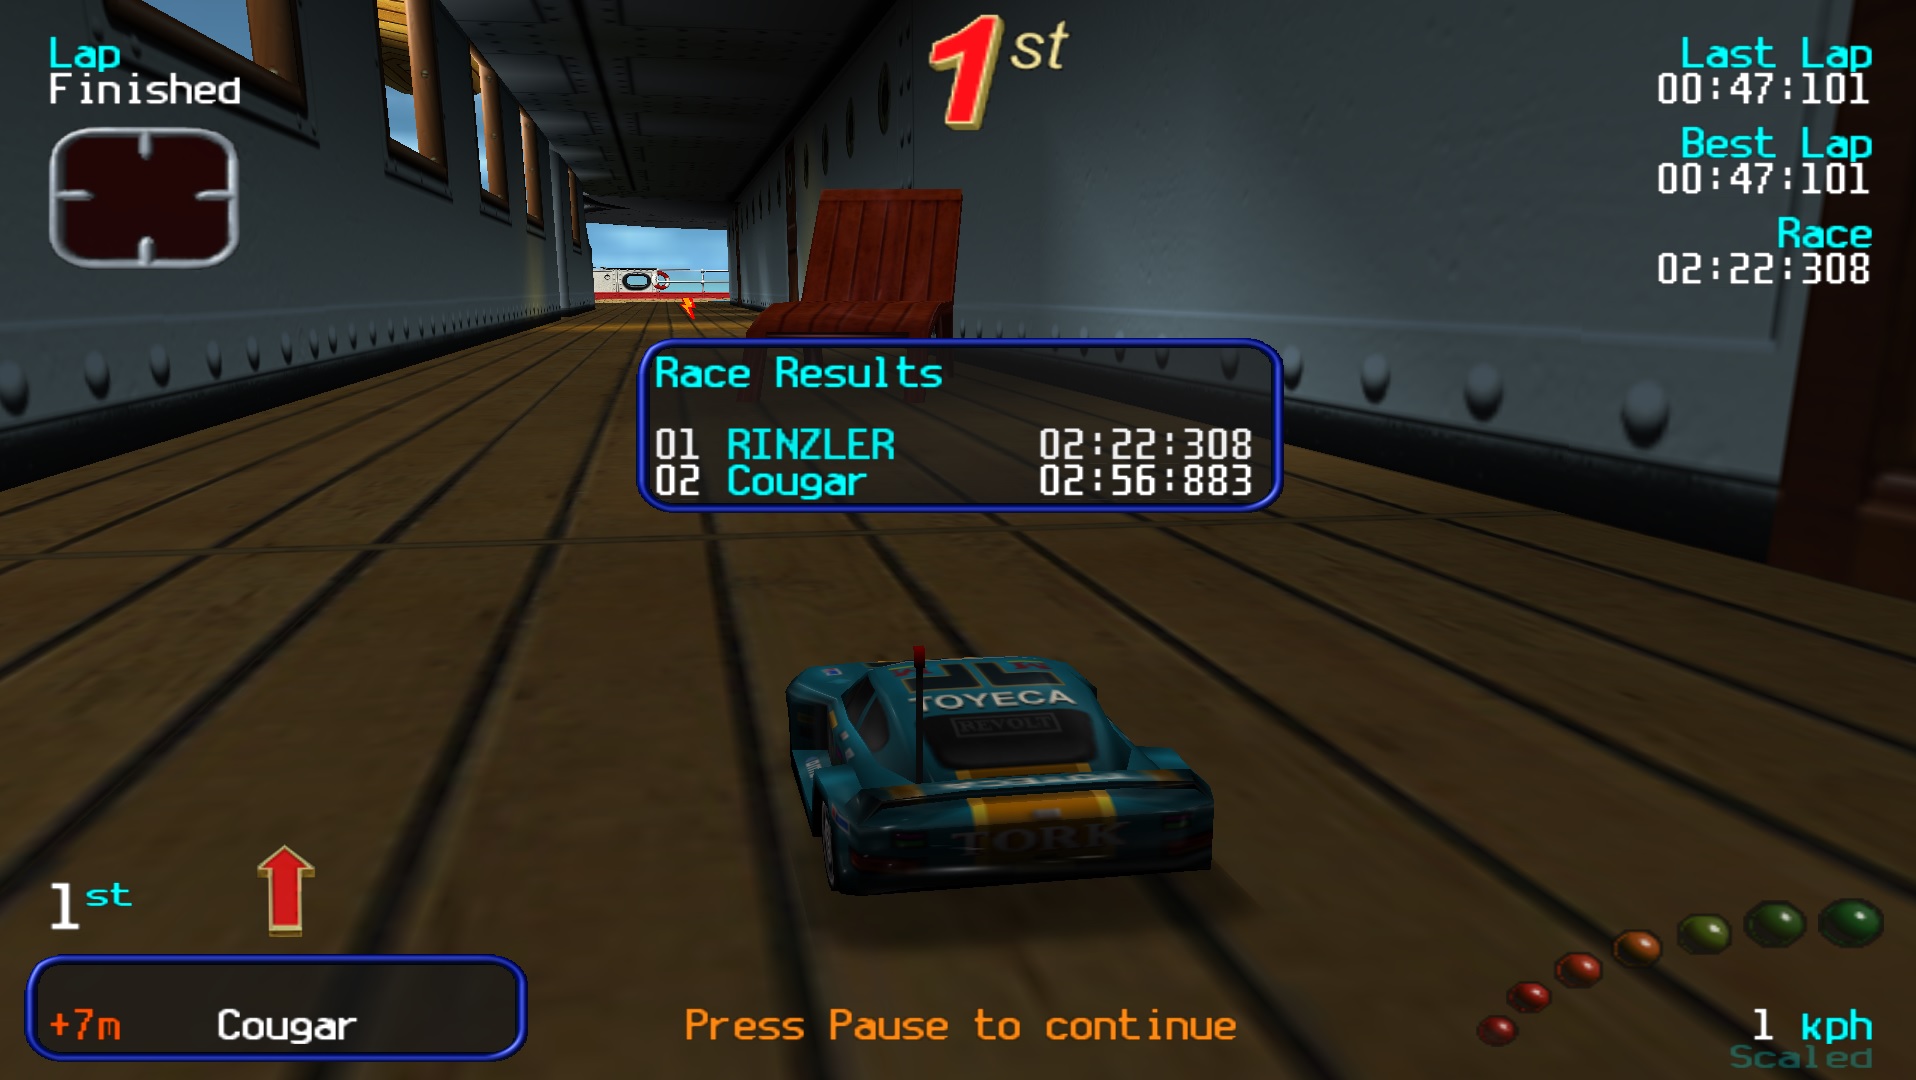 Lap
Finished
1st
Last Lap
00:47:101
Best Lap
00:47:101
Race
02:22:308
Race Results
01 RINZLER 02:22:308
02 Cougar 02:56:883
TOYECA
REVOLT
TORK
1st
+7m Cougar
Press Pause to continue
1 kph
Scaled